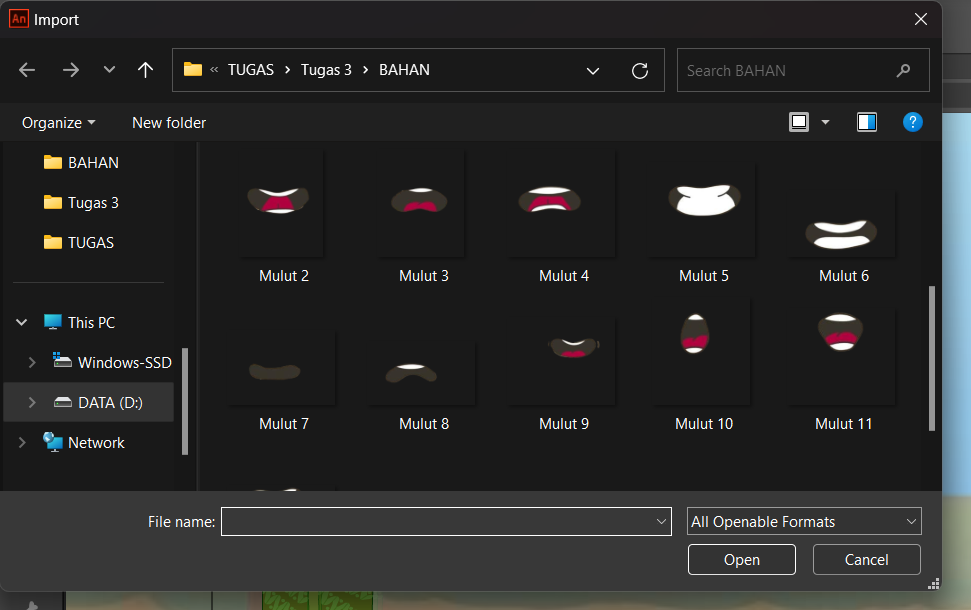 An Import
« TUGAS › Tugas 3 › BAHAN
Search BAHAN
Organize New folder
?
BAHAN
Tugas 3
TUGAS
This PC
Windows-SSD
DATA (D:)
Network
Mulut 2 Mulut 3 Mulut 4 Mulut 5 Mulut 6
Mulut 7 Mulut 8 Mulut 9 Mulut 10 Mulut 11
File name: All Openable Formats
Open Cancel